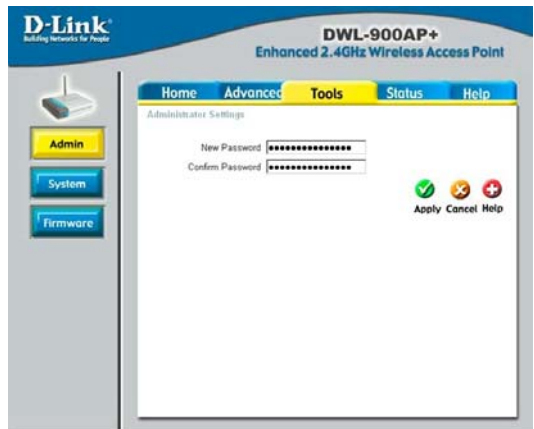 D-Link
Building Networks for People
DWL-900AP+
Enhanced 2.4GHz Wireless Access Point
Home Advanced Tools Status Help
Administrator Settings
Admin
System
Firmware
New Password ●●●●●●●●●●●●●●●
Confirm Password ●●●●●●●●●●●●●●●
Apply Cancel Help